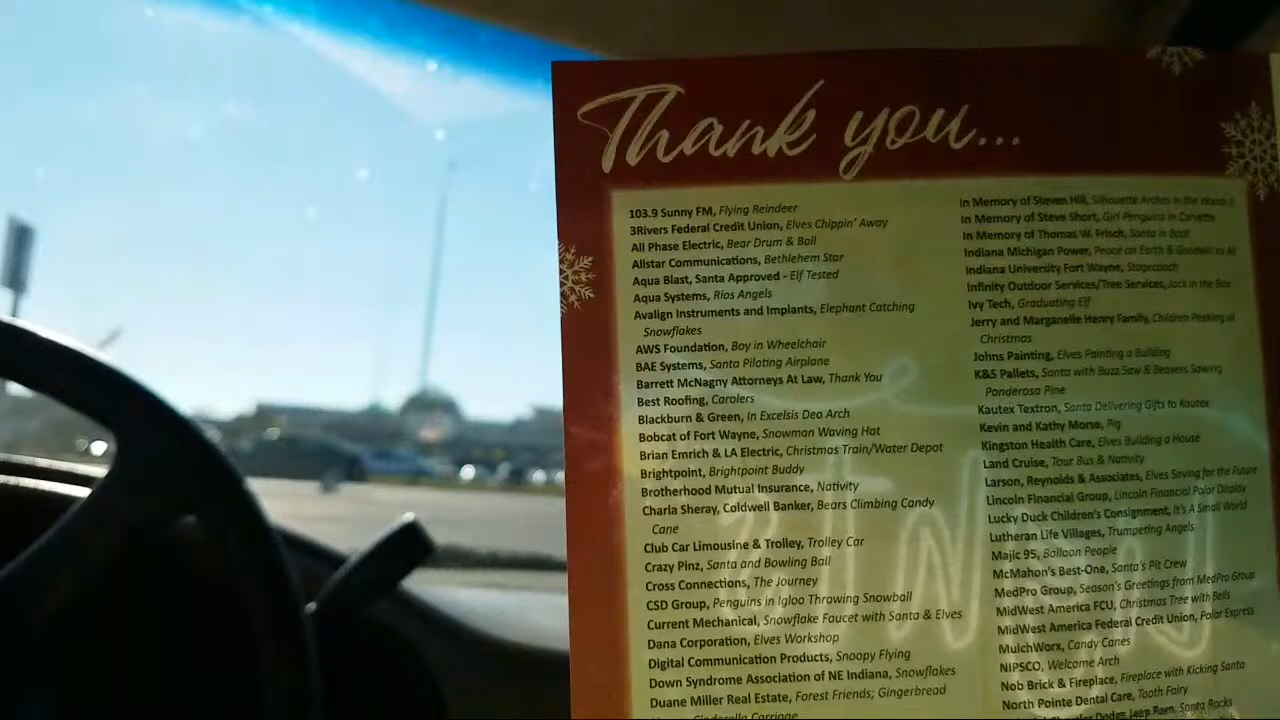 Thank you...
103.9 Sunny FM, Flying Reindeer
3Rivers Federal Credit Union, Elves Chippin' Away
All Phase Electric, Bear Drum & Ball
Allstar Communications, Bethlehem Star
Aqua Blast, Santa Approved - Elf Tested
Aqua Systems, Rios Angels
Avalign Instruments and Implants, Elephant Catching
Snowflakes
AWS Foundation, Boy in Wheelchair
BAE Systems, Santa Piloting Airplane
Barrett McNagny Attorneys At Law, Thank You
Best Roofing, Carolers
Blackburn & Green, In Excelsis Deo Arch
Bobcat of Fort Wayne, Snowman Waving Hat
Brian Emrich & LA Electric, Christmas Train/Water Depot
Brightpoint, Brightpoint Buddy
Brotherhood Mutual Insurance, Nativity
Charla Sheray, Coldwell Banker, Bears Climbing Candy
Cane
Club Car Limousine & Trolley, Trolley Car
Crazy Pinz, Santa and Bowling Ball
Cross Connections, The Journey
CSD Group, Penguins in Igloo Throwing Snowball
Current Mechanical, Snowflake Faucet with Santa & Elves
Dana Corporation, Elves Workshop
Digital Communication Products, Snoopy Flying
Down Syndrome Association of NE Indiana, Snowflakes
Duane Miller Real Estate, Forest Friends; Gingerbread
Cinderella Carriage
In Memory of Steven Hill, Silhouette Arches in the Woods
In Memory of Steve Short, Girl Penguins in Corvette
In Memory of Thomas W. Frisch, Santa in Boat
Indiana Michigan Power, Peace on Earth & Goodwill to All
Indiana University Fort Wayne, Stagecoach
Infinity Outdoor Services/Tree Services, Jack in the Box
Ivy Tech, Graduating Elf
Jerry and Marganelle Henry Family, Children Peeking at
Christmas
Johns Painting, Elves Painting a Building
K&S Pallets, Santa with Buzz Saw & Beavers Sawing
Ponderosa Pine
Kautex Textron, Santa Delivering Gifts to Kautex
Kevin and Kathy Morse, Pig
Kingston Health Care, Elves Building a House
Land Cruise, Tour Bus & Nativity
Larson, Reynolds & Associates, Elves Saving for the Future
Lincoln Financial Group, Lincoln Financial Polar Display
Lucky Duck Children's Consignment, It's A Small World
Lutheran Life Villages, Trumpeting Angels
Majic 95, Balloon People
McMahon's Best-One, Santa's Pit Crew
MedPro Group, Season's Greetings from MedPro Group
MidWest America FCU, Christmas Tree with Bells
MidWest America Federal Credit Union, Polar Express
MulchWorx, Candy Canes
NIPSCO, Welcome Arch
Nob Brick & Fireplace, Fireplace with Kicking Santa
North Pointe Dental Care, Tooth Fairy
Dodge Jeep Ram, Santa Rocks